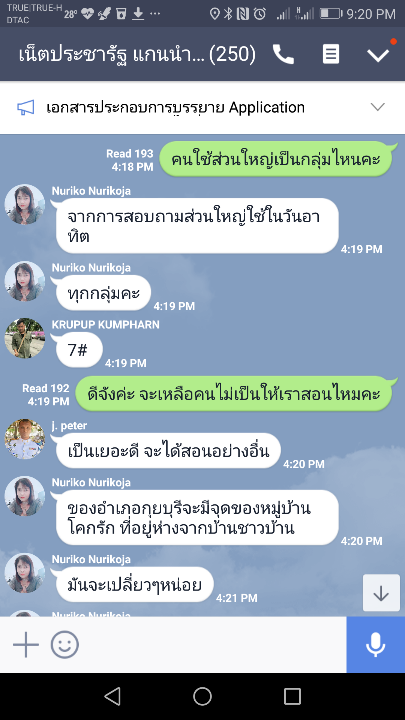 TRUE|TRUE-H
DTAC
28°
9:20 PM
เน็ตประชารัฐ แกนนำ... (250)
เอกสารประกอบการบรรยาย Application
Read 193
4:18 PM
คนใช้ส่วนใหญ่เป็นกลุ่มไหนคะ
Nuriko Nurikoja
จากการสอบถามส่วนใหญ่ใช้ในวันอา
ทิต
4:19 PM
Nuriko Nurikoja
ทุกกลุ่มคะ
4:19 PM
KRUPUP KUMPHARN
7#
4:19 PM
Read 192
4:19 PM
ดีจังค่ะ จะเหลือคนไม่เป็นให้เราสอนไหมคะ
j. peter
เป็นเยอะดี จะได้สอนอย่างอื่น
4:20 PM
Nuriko Nurikoja
ของอำเภอกุยบุรีจะมีจุดของหมู่บ้าน
โคกรัก ที่อยู่ห่างจากบ้านชาวบ้าน
4:20 PM
Nuriko Nurikoja
มันจะเปลี่ยวๆหน่อย
4:21 PM
Nuriko Nurikoja